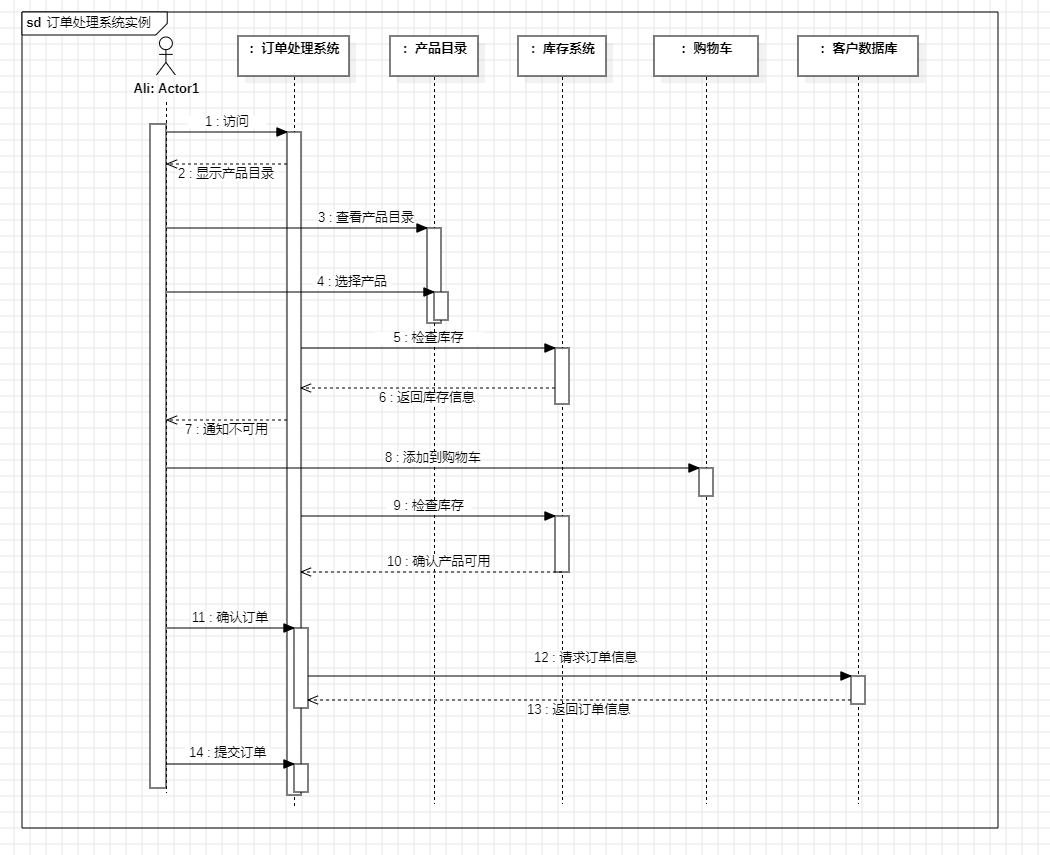 sd 订单处理系统实例
Ali: Actor1
: 订单处理系统
: 产品目录
: 库存系统
: 购物车
: 客户数据库
1 : 访问
2 : 显示产品目录
3 : 查看产品目录
4 : 选择产品
5 : 检查库存
6 : 返回库存信息
7 : 通知不可用
8 : 添加到购物车
9 : 检查库存
10 : 确认产品可用
11 : 确认订单
12 : 请求订单信息
13 : 返回订单信息
14 : 提交订单